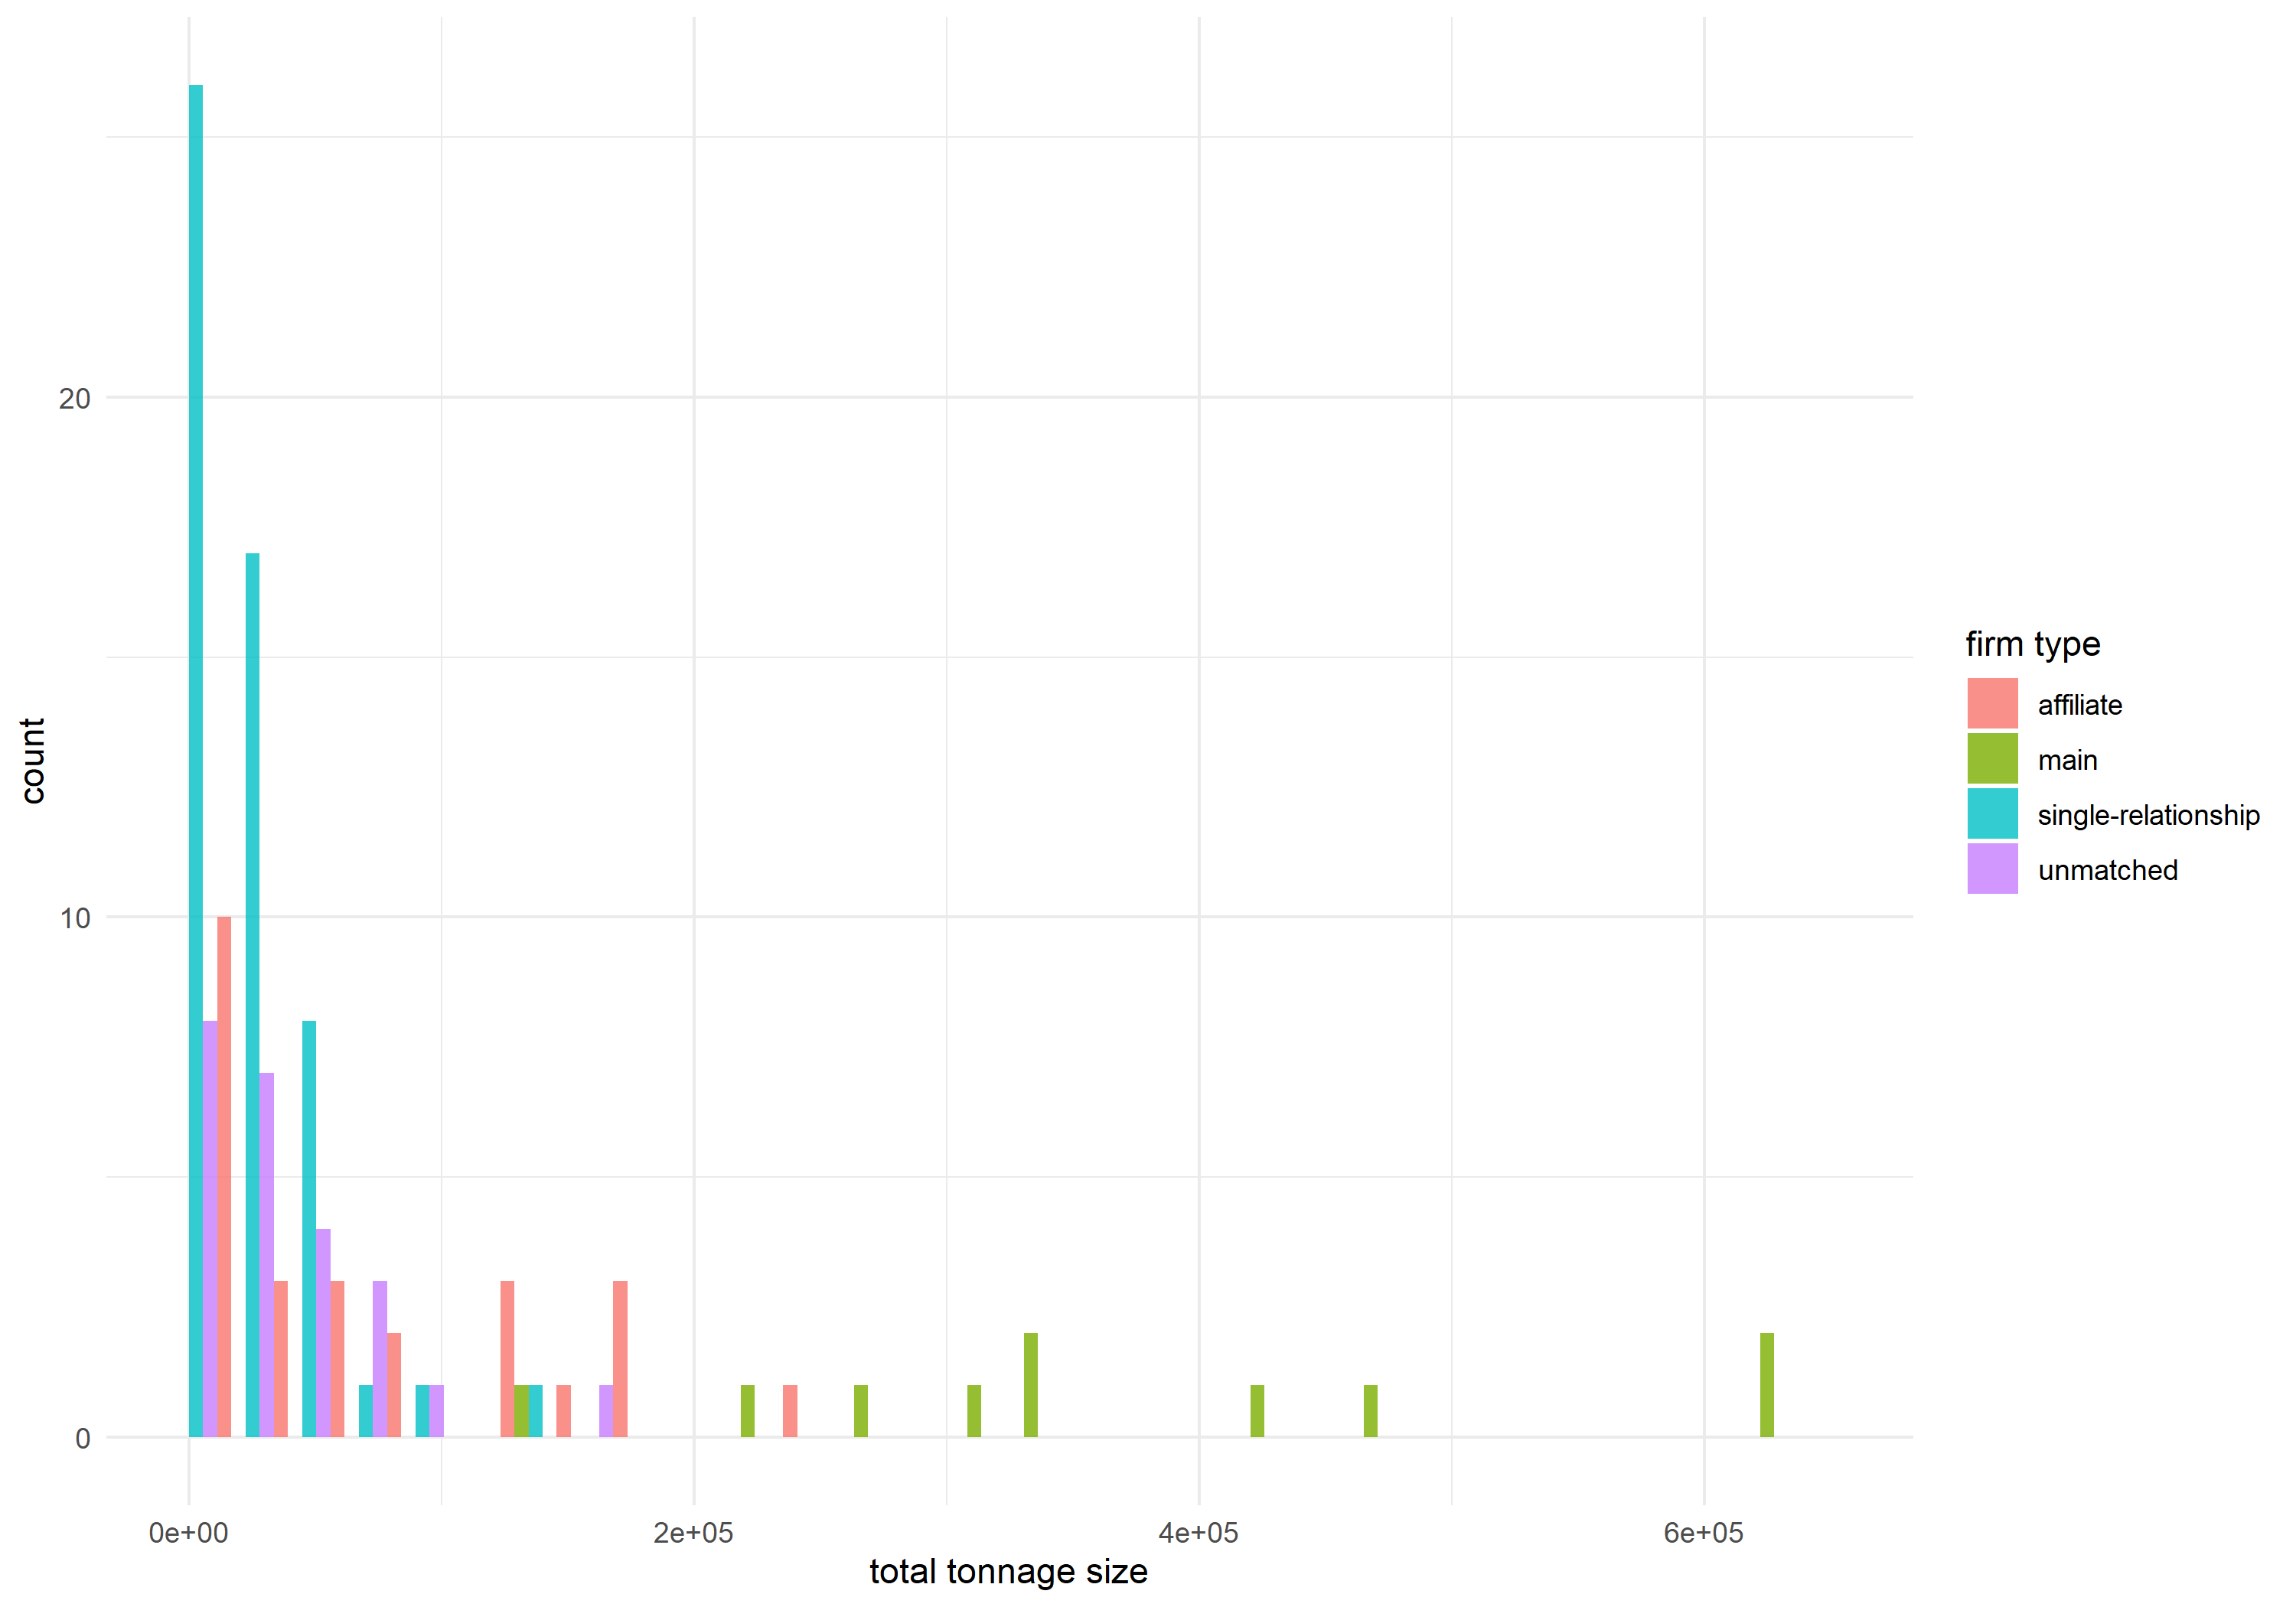 count
20
10
0
0e+00
2e+05
4e+05
6e+05
total tonnage size
firm type
affiliate
main
single-relationship
unmatched